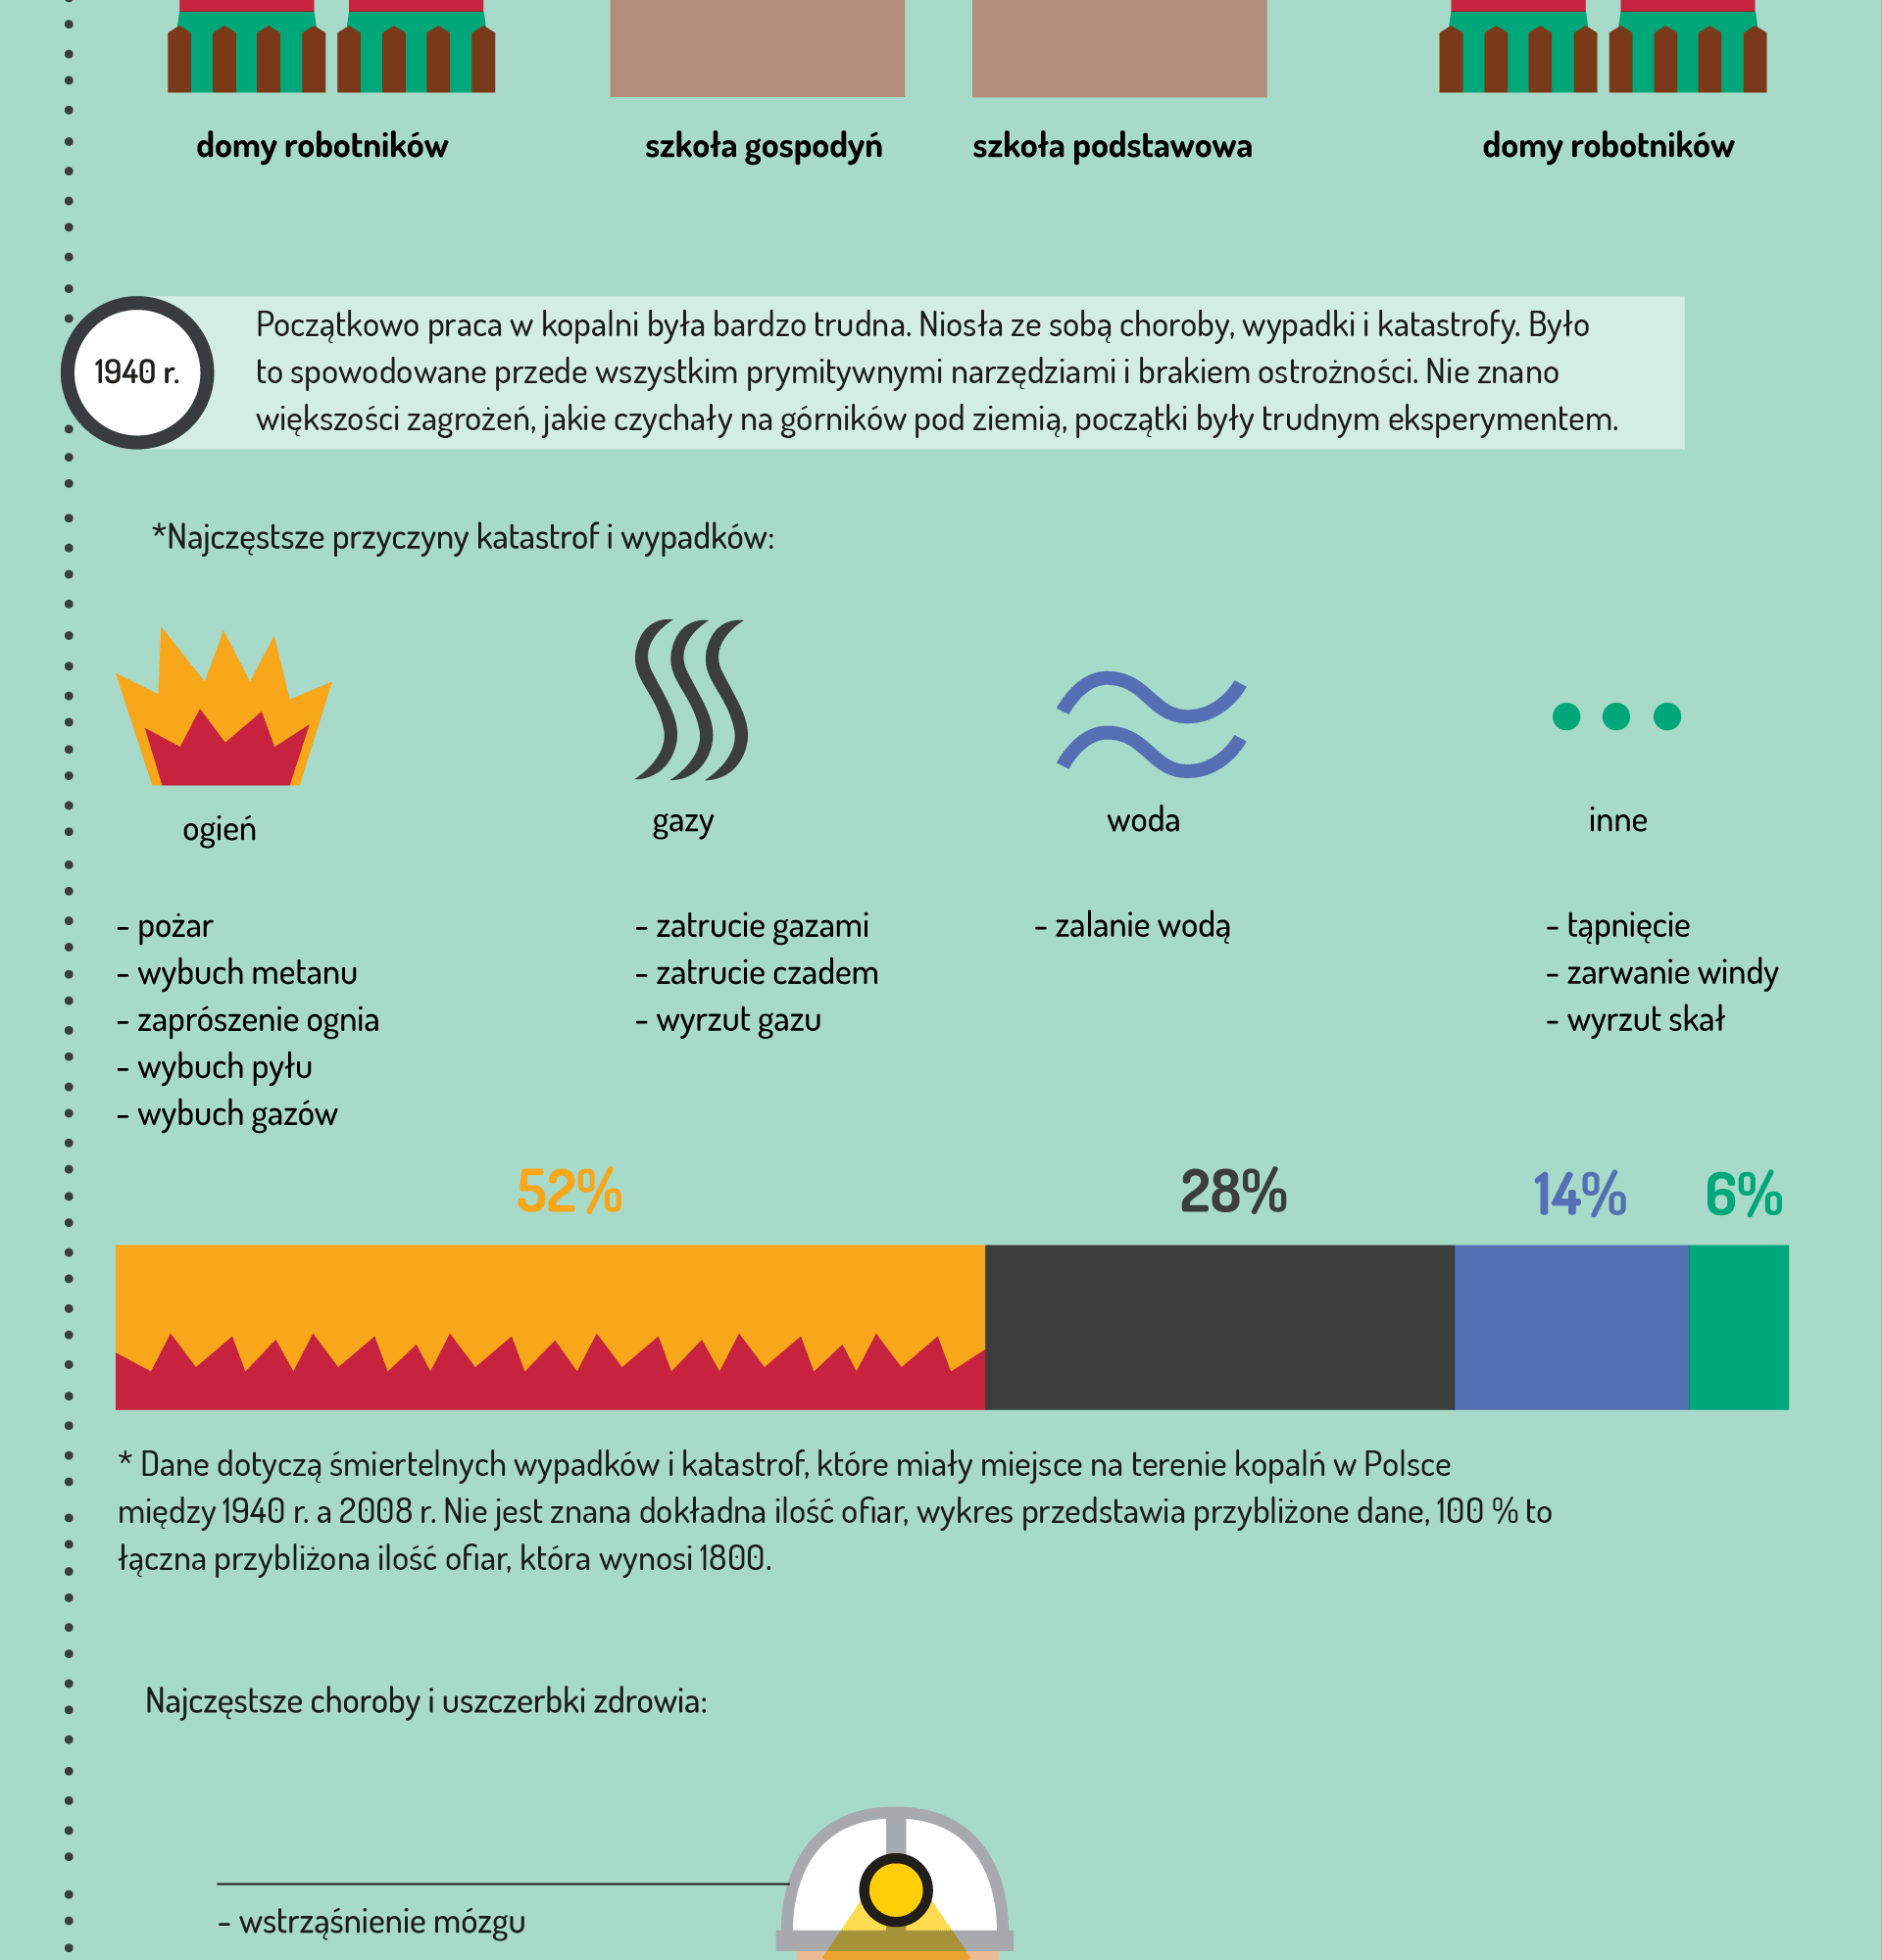 domy robotników
szkoła gospodyń
szkoła podstawowa
domy robotników
1940 r.
Początkowo praca w kopalni była bardzo trudna. Niosła ze sobą choroby, wypadki i katastrofy. Było
to spowodowane przede wszystkim prymitywnymi narzędziami i brakiem ostrożności. Nie znano
większości zagrożeń, jakie czychały na górników pod ziemią, początki były trudnym eksperymentem.
*Najczęstsze przyczyny katastrof i wypadków:
ogień
- pożar
- wybuch metanu
- zaprószenie ognia
- wybuch pyłu
- wybuch gazów
gazy
- zatrucie gazami
- zatrucie czadem
- wyrzut gazu
woda
- zalanie wodą
inne
- tąpnięcie
- zarwanie windy
- wyrzut skał
52%
28%
14%
6%
* Dane dotyczą śmiertelnych wypadków i katastrof, które miały miejsce na terenie kopalń w Polsce
między 1940 r. a 2008 r. Nie jest znana dokładna ilość ofiar, wykres przedstawia przybliżone dane, 100 % to
łączna przybliżona ilość ofiar, która wynosi 1800.
Najczęstsze choroby i uszczerbki zdrowia:
- wstrząśnienie mózgu